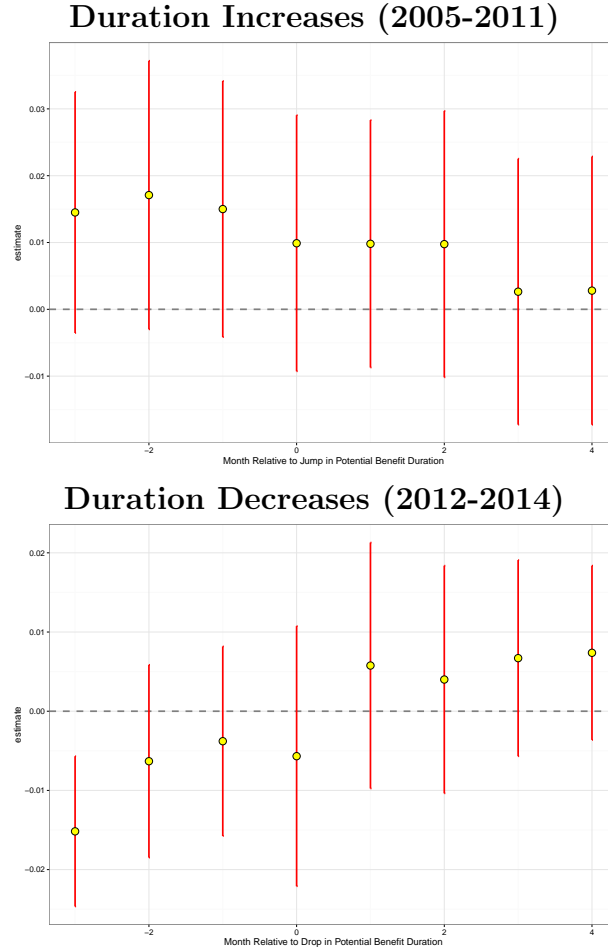 Duration Increases (2005-2011)
0.03
0.02
0.01
0.00
−0.01
estimate
−2 0 2 4
Month Relative to Jump in Potential Benefit Duration
Duration Decreases (2012-2014)
0.02
0.01
0.00
−0.01
−0.02
estimate
−2 0 2 4
Month Relative to Drop in Potential Benefit Duration